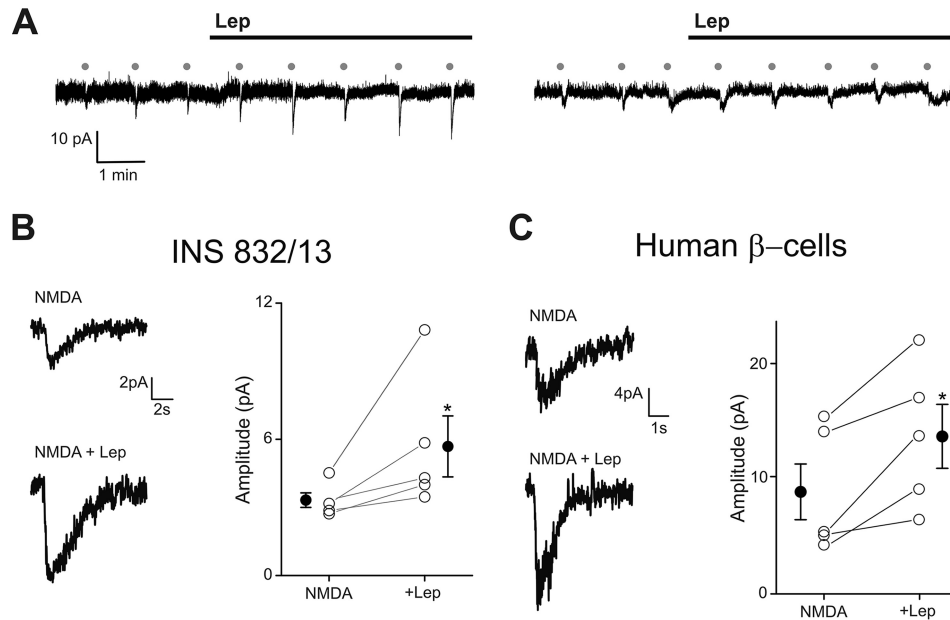 A
Lep
Lep
10 pA
1 min
B
INS 832/13
NMDA
2pA
2s
NMDA + Lep
Amplitude (pA)
12
6
0
*
NMDA
+Lep
C
Human β–cells
NMDA
4pA
1s
NMDA + Lep
Amplitude (pA)
20
10
0
*
NMDA
+Lep